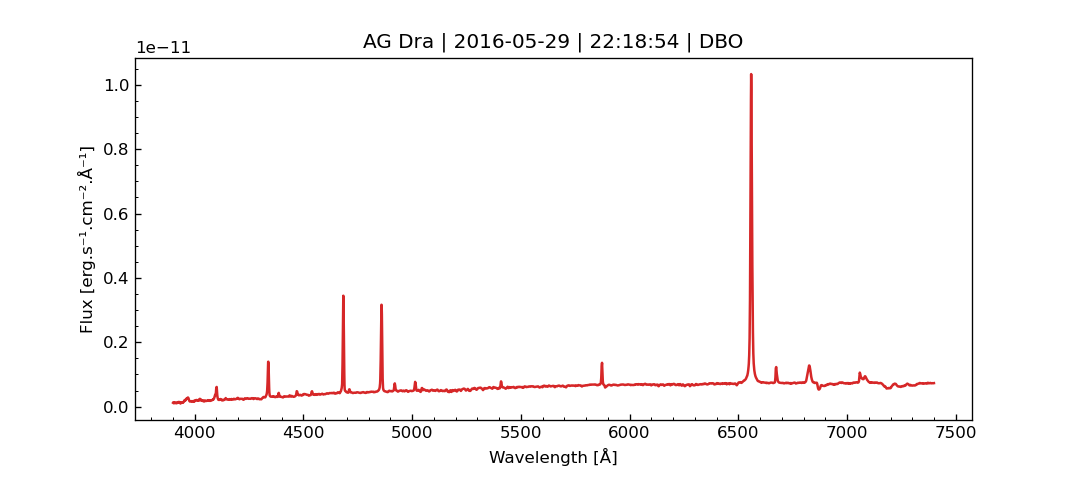 AG Dra | 2016-05-29 | 22:18:54 | DBO
1e−11
1.0
0.8
0.6
0.4
0.2
0.0
Flux [erg.s⁻¹.cm⁻².Å⁻¹]
4000 4500 5000 5500 6000 6500 7000 7500
Wavelength [Å]